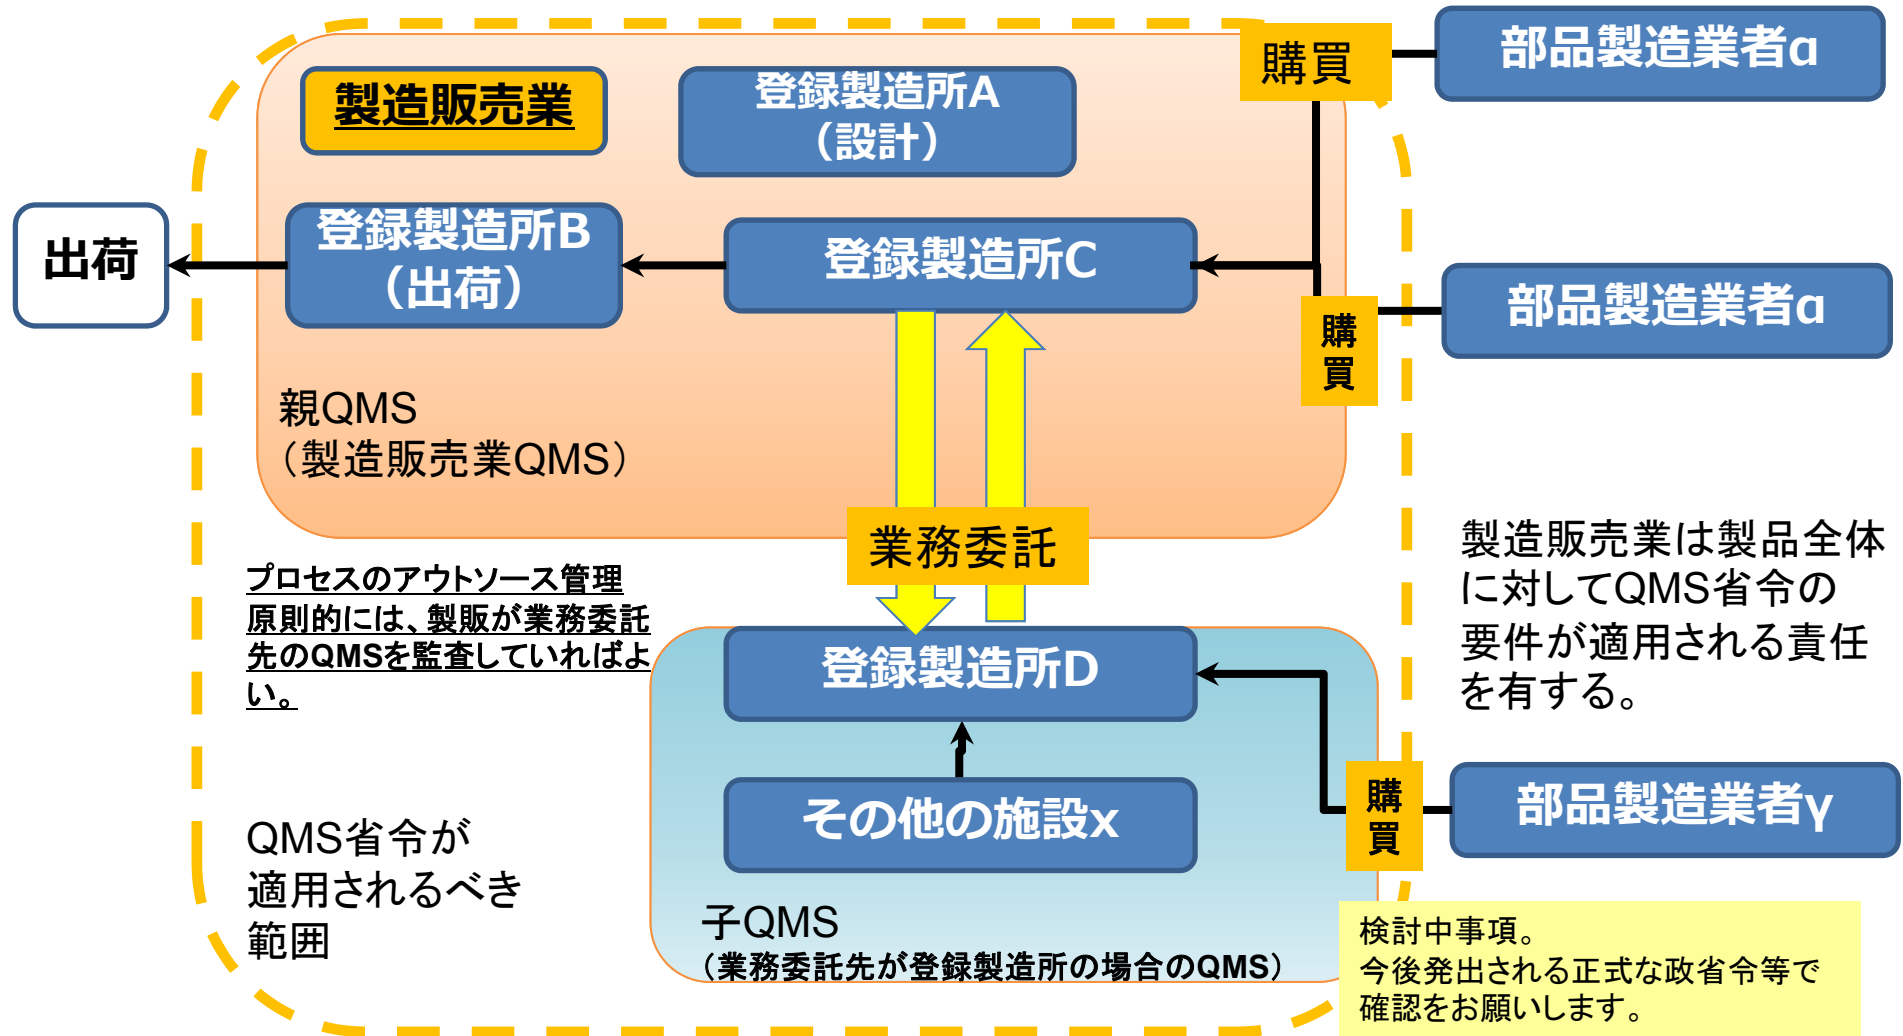 製造販売業
登録製造所A
（設計）
購買
部品製造業者α
出荷
登録製造所B
（出荷）
登録製造所C
購
買
部品製造業者α
親QMS
（製造販売業QMS）
業務委託
プロセスのアウトソース管理
原則的には、製販が業務委託
先のQMSを監査していればよ
い。
製造販売業は製品全体
に対してQMS省令の
要件が適用される責任
を有する。
登録製造所D
その他の施設x
購
買
部品製造業者γ
QMS省令が
適用されるべき
範囲
子QMS
（業務委託先が登録製造所の場合のQMS）
検討中事項。
今後発出される正式な政省令等で
確認をお願いします。